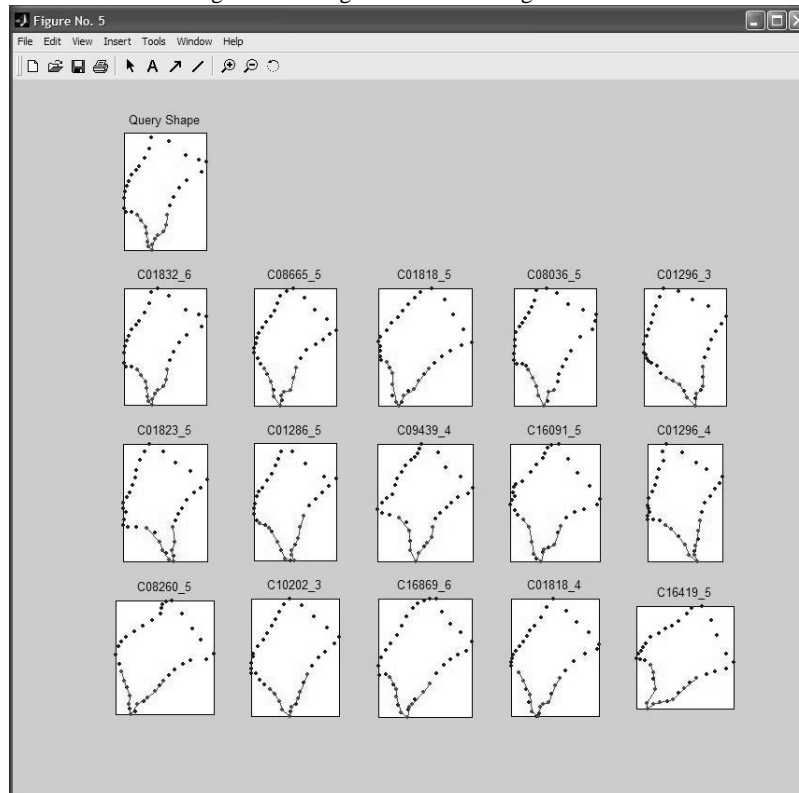 Figure No. 5
File Edit View Insert Tools Window Help
A
Query Shape
C01832_6 C08665_5 C01818_5 C08036_5 C01296_3
C01823_5 C01286_5 C09439_4 C16091_5 C01296_4
C08260_5 C10202_3 C16869_6 C01818_4 C16419_5